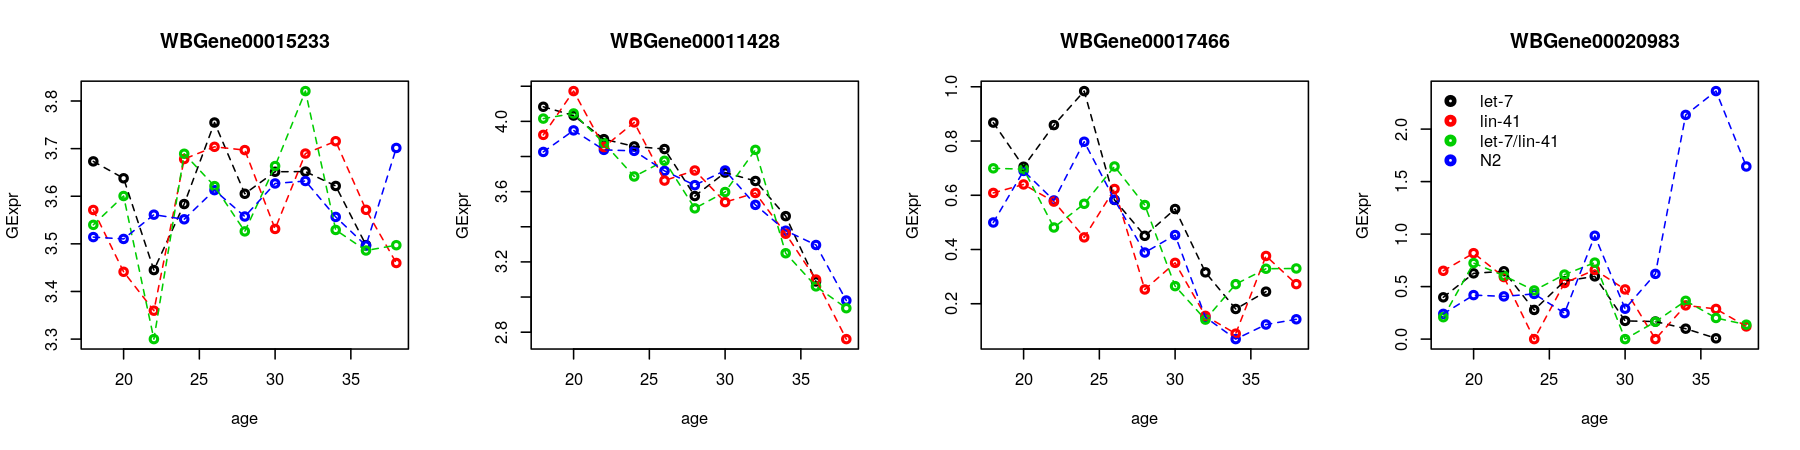 WBGene00015233
GExpr
3.8
3.7
3.6
3.5
3.4
3.3
20 25 30 35
age
WBGene00011428
GExpr
4.0
3.6
3.2
2.8
20 25 30 35
age
WBGene00017466
GExpr
1.0
0.8
0.6
0.4
0.2
20 25 30 35
age
WBGene00020983
GExpr
2.0
1.5
1.0
0.5
0.0
let-7
lin-41
let-7/lin-41
N2
20 25 30 35
age